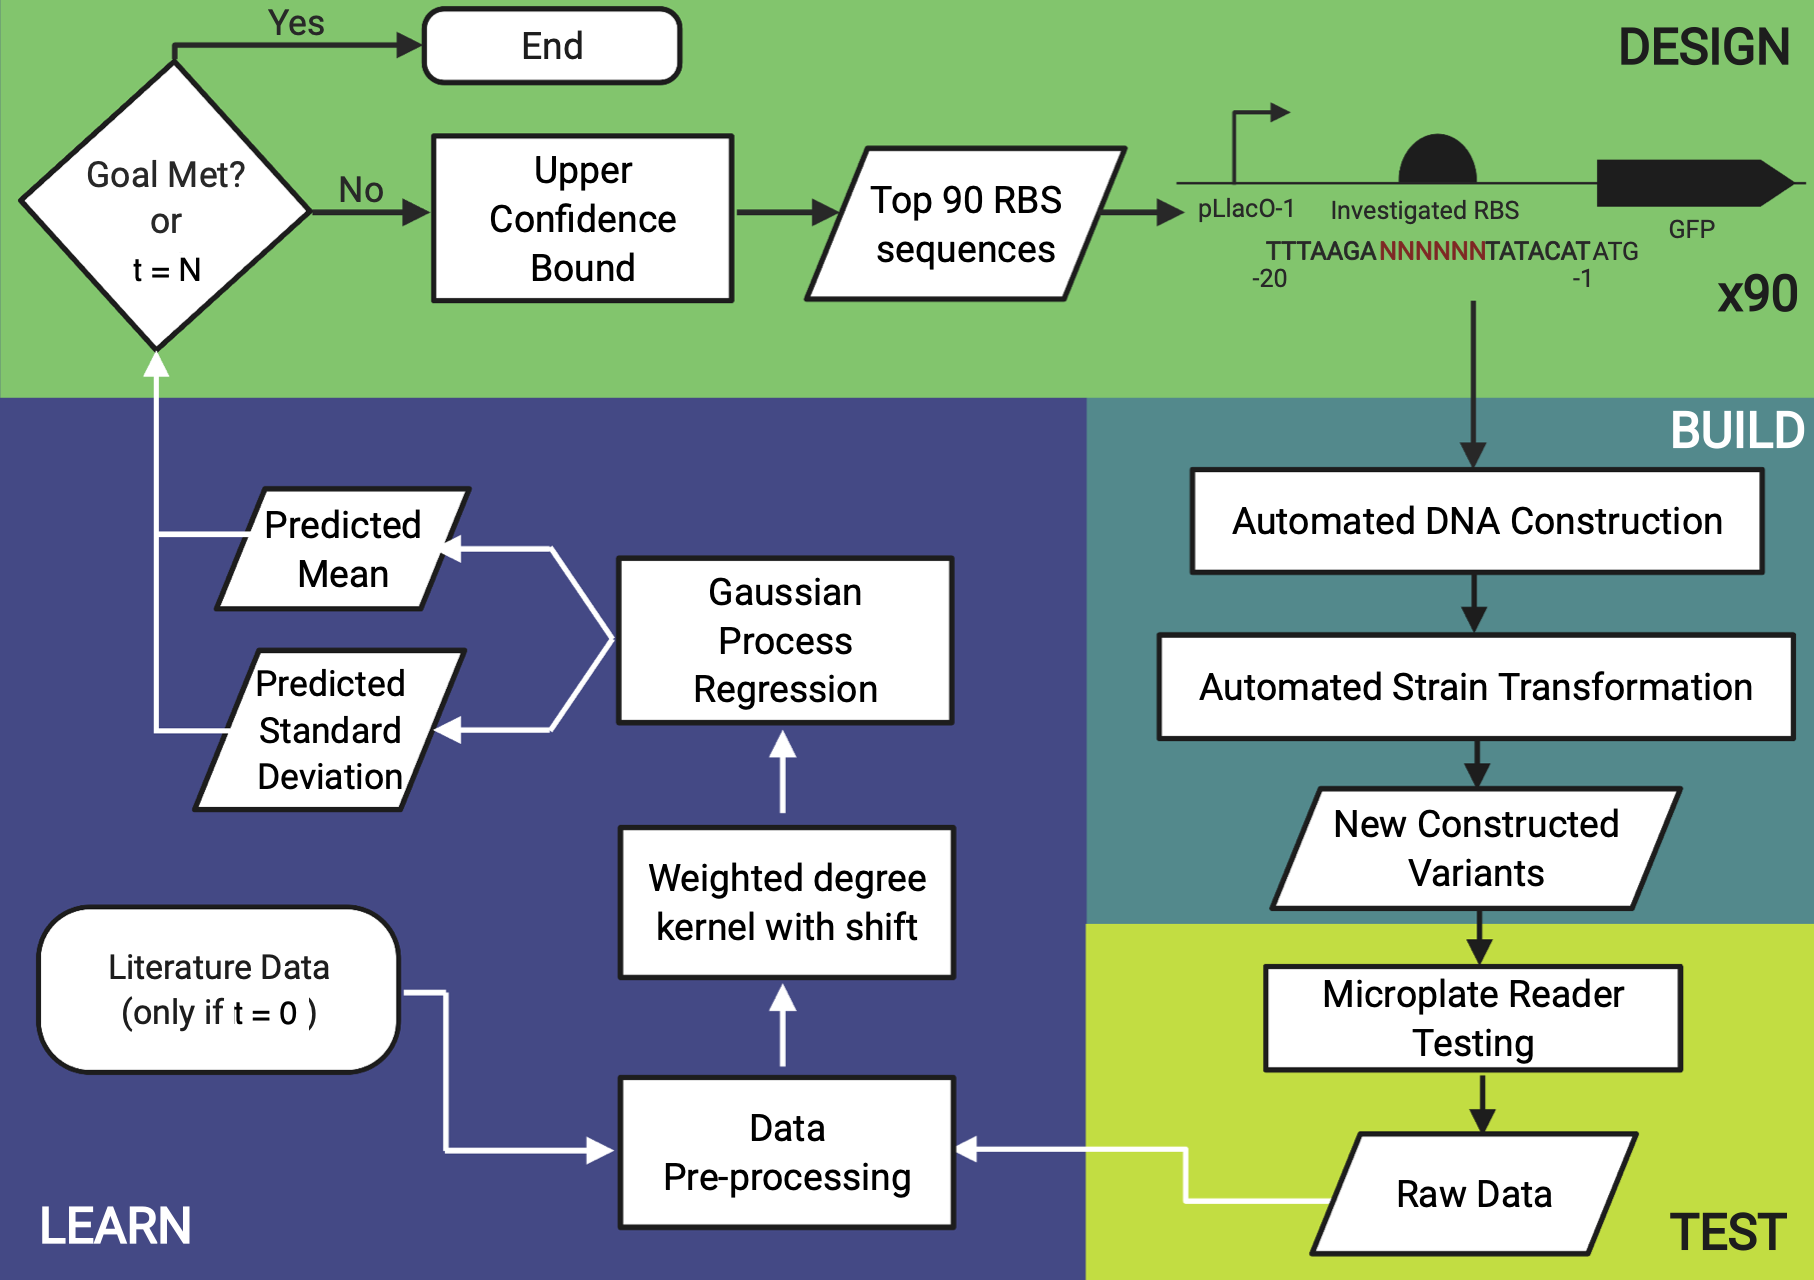 DESIGN
Yes
End
Goal Met?
or
t = N
No
Upper
Confidence
Bound
Top 90 RBS
sequences
pLlacO-1
Investigated RBS
GFP
TTTAAGANNNNNNTATACATATG
-20
-1
x90
BUILD
Automated DNA Construction
Automated Strain Transformation
New Constructed
Variants
Microplate Reader
Testing
Raw Data
TEST
Predicted
Mean
Predicted
Standard
Deviation
Gaussian
Process
Regression
Weighted degree
kernel with shift
Literature Data
(only if t = 0 )
Data
Pre-processing
LEARN